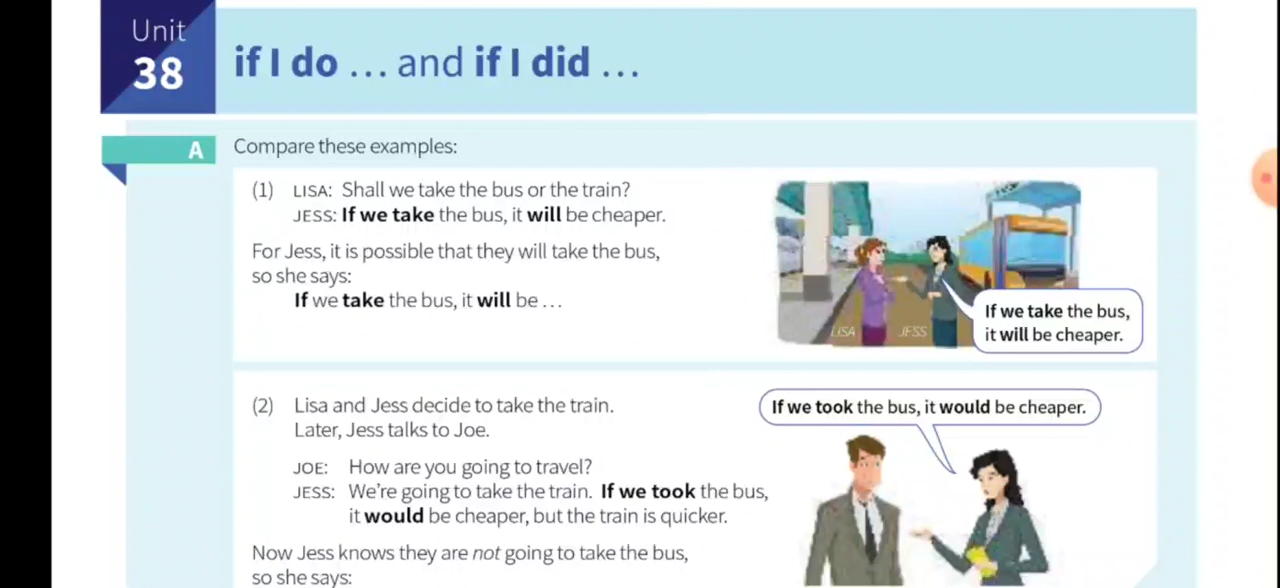 Unit
38
if I do … and if I did …
A
Compare these examples:
(1) LISA: Shall we take the bus or the train?
JESS: If we take the bus, it will be cheaper.
For Jess, it is possible that they will take the bus,
so she says:
If we take the bus, it will be …
LISA
JESS
If we take the bus,
it will be cheaper.
(2) Lisa and Jess decide to take the train.
Later, Jess talks to Joe.
If we took the bus, it would be cheaper.
JOE: How are you going to travel?
JESS: We're going to take the train. If we took the bus,
it would be cheaper, but the train is quicker.
Now Jess knows they are not going to take the bus,
so she says: